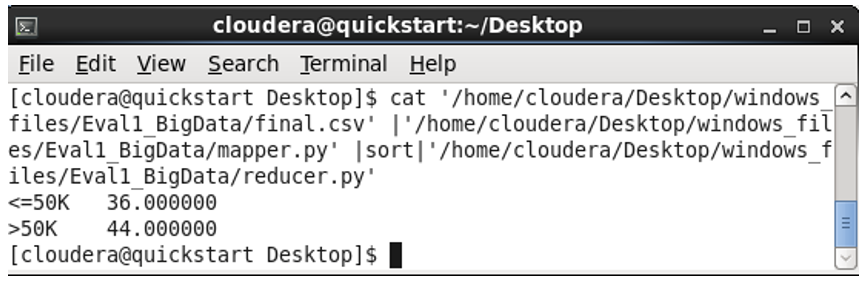 cloudera@quickstart:~/Desktop
File Edit View Search Terminal Help
[cloudera@quickstart Desktop]$ cat '/home/cloudera/Desktop/windows_
files/Eval1_BigData/final.csv' |'/home/cloudera/Desktop/windows_fil
es/Eval1_BigData/mapper.py' |sort|'/home/cloudera/Desktop/windows_f
iles/Eval1_BigData/reducer.py'
<=50K   36.000000
>50K    44.000000
[cloudera@quickstart Desktop]$